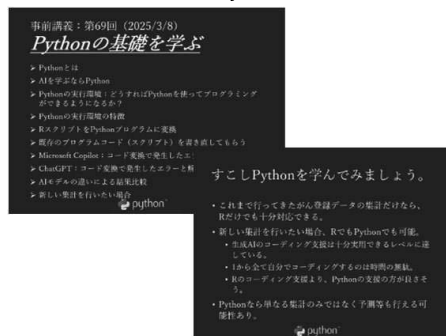 事前講義：第69回（2025/3/8）
Pythonの基礎を学ぶ
➢ Pythonとは
➢ AIを学ぶならPython
➢ Pythonの実行環境：どうすればPythonを使ってプログラミング
ができるようになるか？
➢ Pythonの実行環境の特徴
➢ RスクリプトをPythonプログラムに変換
➢ 既存のプログラムコード（スクリプト）を書き直してもらう
➢ Microsoft Copilot：コード変換で発生したエ
➢ ChatGPT：コード変換で発生したエラーと解
➢ AIモデルの違いによる結果比較
➢ 新しい集計を行いたい場合
python
すこしPythonを学んでみましょう。
• これまで行ってきたがん登録データの集計だけなら、
Rだけでも十分対応できる。
• 新しい集計を行いたい場合、RでもPythonでも可能。
• 生成AIのコーディング支援は十分実用できるレベルに達
している。
• 1から全て自分でコーディングするのは時間の無駄。
• Rのコーディング支援より、Pythonの支援の方が良さそ
う。
• Pythonなら単なる集計のみではなく予測等も行える可
能性あり。
python